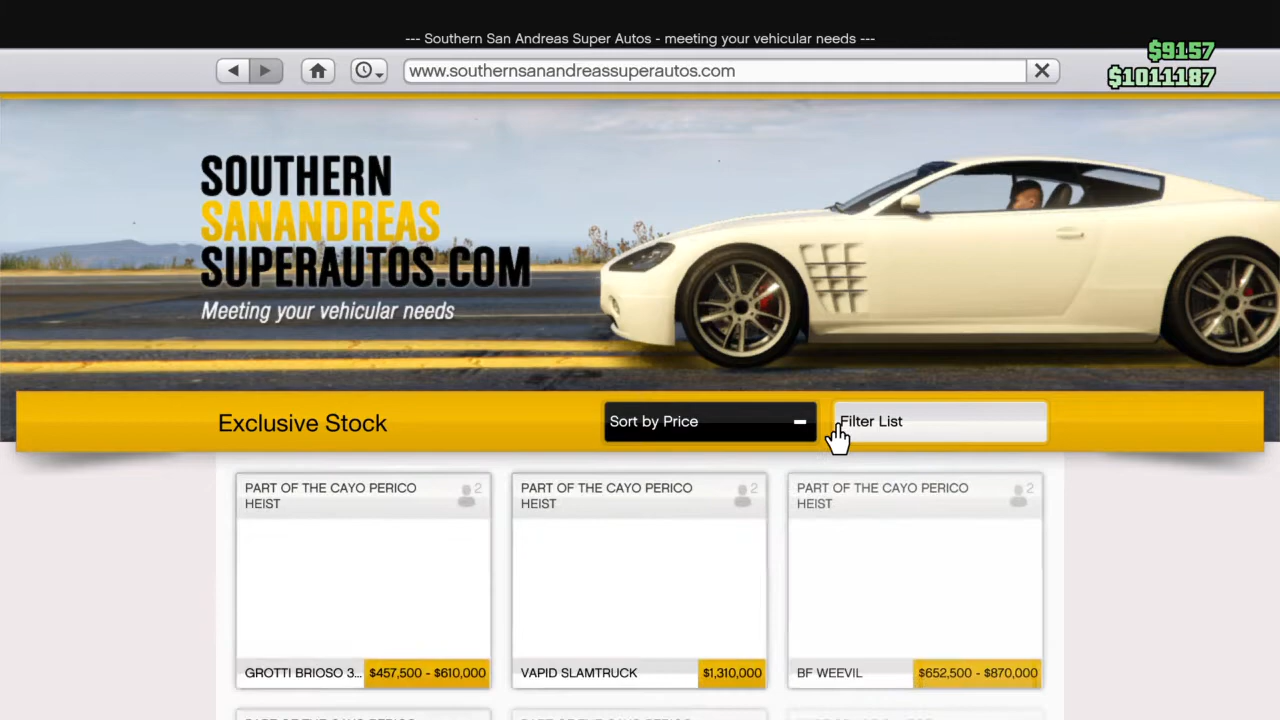 --- Southern San Andreas Super Autos - meeting your vehicular needs ---
$9157
www.southernsanandreassuperautos.com
$1011187
SOUTHERN
SANANDREAS
SUPERAUTOS.COM
Meeting your vehicular needs
Exclusive Stock
Sort by Price
Filter List
PART OF THE CAYO PERICO
HEIST
2
GROTTI BRIOSO 3... $457,500 - $610,000
PART OF THE CAYO PERICO
HEIST
2
VAPID SLAMTRUCK $1,310,000
PART OF THE CAYO PERICO
HEIST
2
BF WEEVIL $652,500 - $870,000